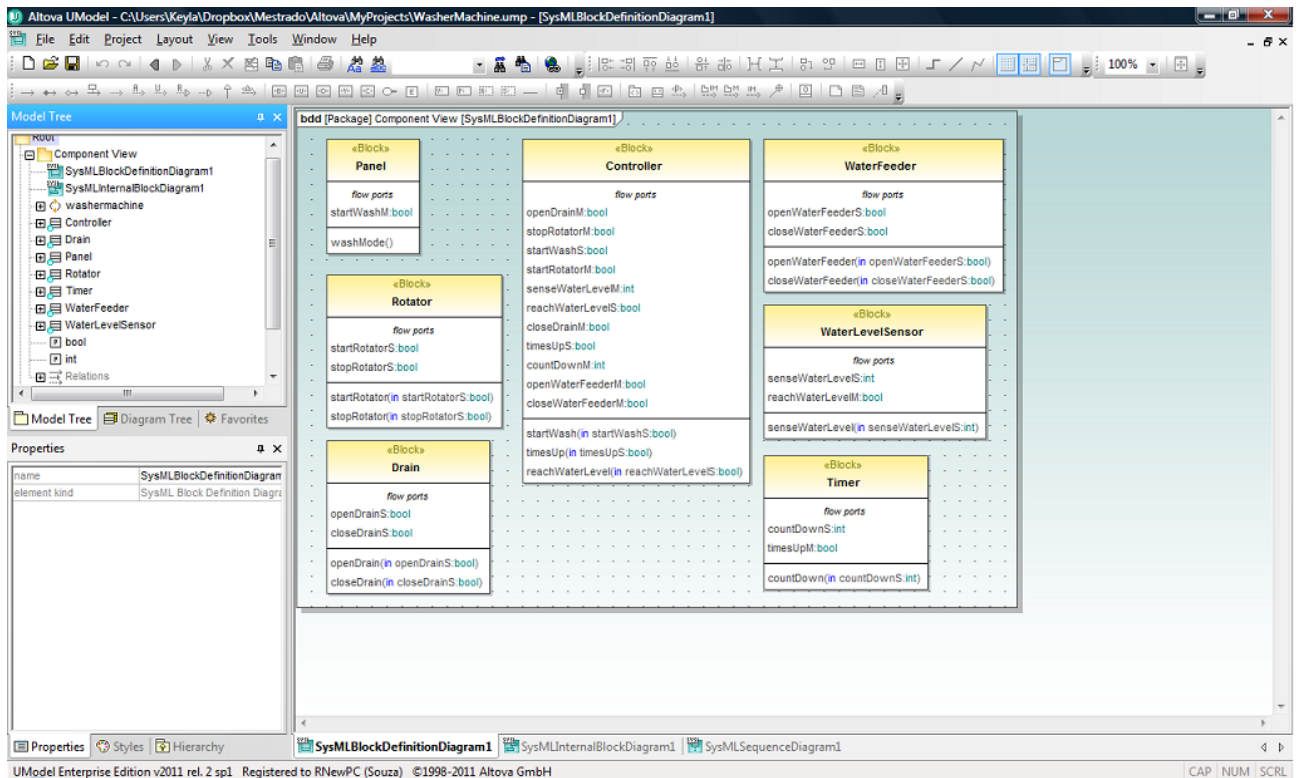 Altova UModel - C:\Users\Keyla\Dropbox\Mestrado\Altova\MyProjects\WasherMachine.ump - [SysMLBlockDefinitionDiagram1]
File Edit Project Layout View Tools Window Help
100%
Model Tree
Root
Component View
SysMLBlockDefinitionDiagram1
SysMLInternalBlockDiagram1
washermachine
Controller
Drain
Panel
Rotator
Timer
WaterFeeder
WaterLevelSensor
bool
int
Relations
Model Tree Diagram Tree Favorites
Properties
name SysMLBlockDefinitionDiagram
element kind SysML Block Definition Diagra
Properties Styles Hierarchy
bdd [Package] Component View [SysMLBlockDefinitionDiagram1]
«Block»
Panel
flow ports
startWashM:bool
washMode()
«Block»
Rotator
flow ports
startRotatorS:bool
stopRotatorS:bool
startRotator(in startRotatorS:bool)
stopRotator(in stopRotatorS:bool)
«Block»
Drain
flow ports
openDrainS:bool
closeDrainS:bool
openDrain(in openDrainS:bool)
closeDrain(in closeDrainS:bool)
«Block»
Controller
flow ports
openDrainM:bool
stopRotatorM:bool
startWashS:bool
startRotatorM:bool
senseWaterLevelM:int
reachWaterLevelS:bool
closeDrainM:bool
timesUpS:bool
countDownM:int
openWaterFeederM:bool
closeWaterFeederM:bool
startWash(in startWashS:bool)
timesUp(in timesUpS:bool)
reachWaterLevel(in reachWaterLevelS:bool)
«Block»
WaterFeeder
flow ports
openWaterFeederS:bool
closeWaterFeederS:bool
openWaterFeeder(in openWaterFeederS:bool)
closeWaterFeeder(in closeWaterFeederS:bool)
«Block»
WaterLevelSensor
flow ports
senseWaterLevelS:int
reachWaterLevelM:bool
senseWaterLevel(in senseWaterLevelS:int)
«Block»
Timer
flow ports
countDownS:int
timesUpM:bool
countDown(in countDownS:int)
SysMLBlockDefinitionDiagram1 SysMLInternalBlockDiagram1 SysMLSequenceDiagram1
UModel Enterprise Edition v2011 rel. 2 sp1 Registered to RNewPC (Souza) ©1998-2011 Altova GmbH CAP NUM SCRL